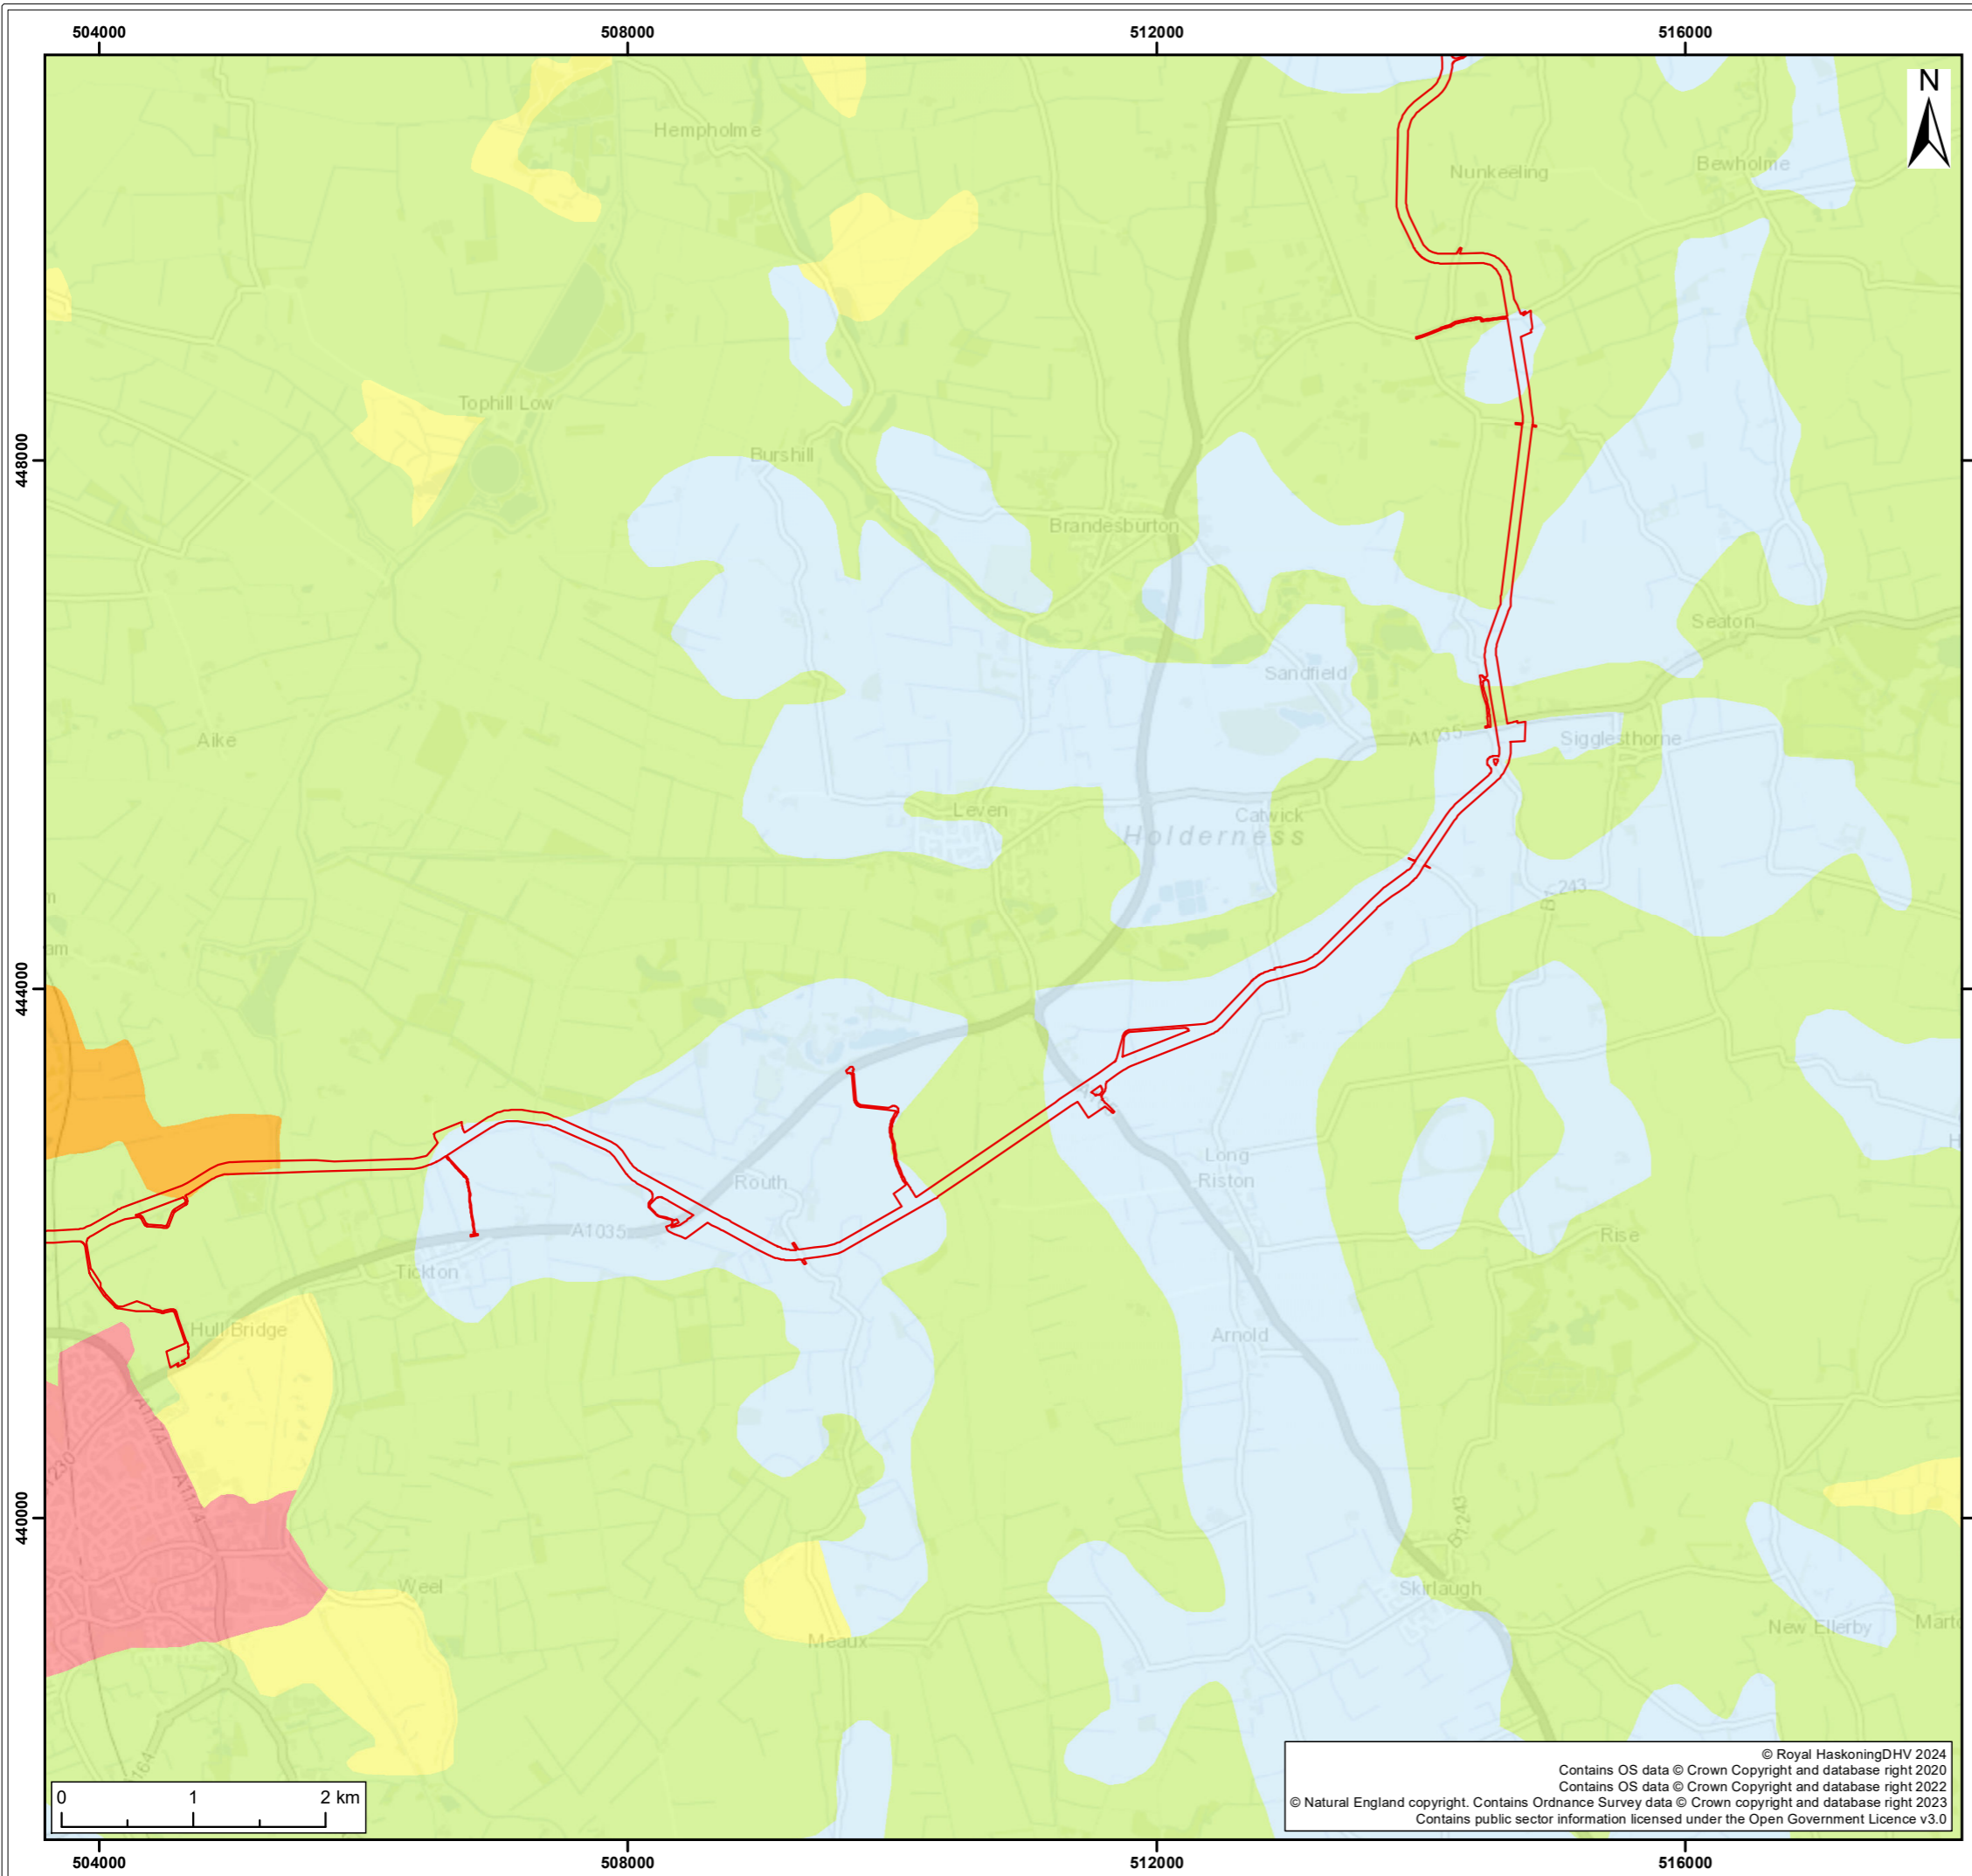 504000 508000 512000 516000
N
Hempholme
Nunkeeling
Bewholme
Tophill Low
448000
Burshill
Brandesburton
Seaton
Sandfield
Aike
A1035
Sigglesthorne
Leven
Catwick
Holderness
am
444000
Long
Riston
Routh
A1035
Rise
Tickton
Hull Bridge
Arnold
A1174
A1174
440000
B1243
Weel
Skirlaugh
New Ellerby
Meaux
© Royal HaskoningDHV 2024
Contains OS data © Crown Copyright and database right 2020
Contains OS data © Crown Copyright and database right 2022
© Natural England copyright. Contains Ordnance Survey data © Crown copyright and database right 2023
Contains public sector information licensed under the Open Government Licence v3.0
0 1 2 km
504000 508000 512000 516000